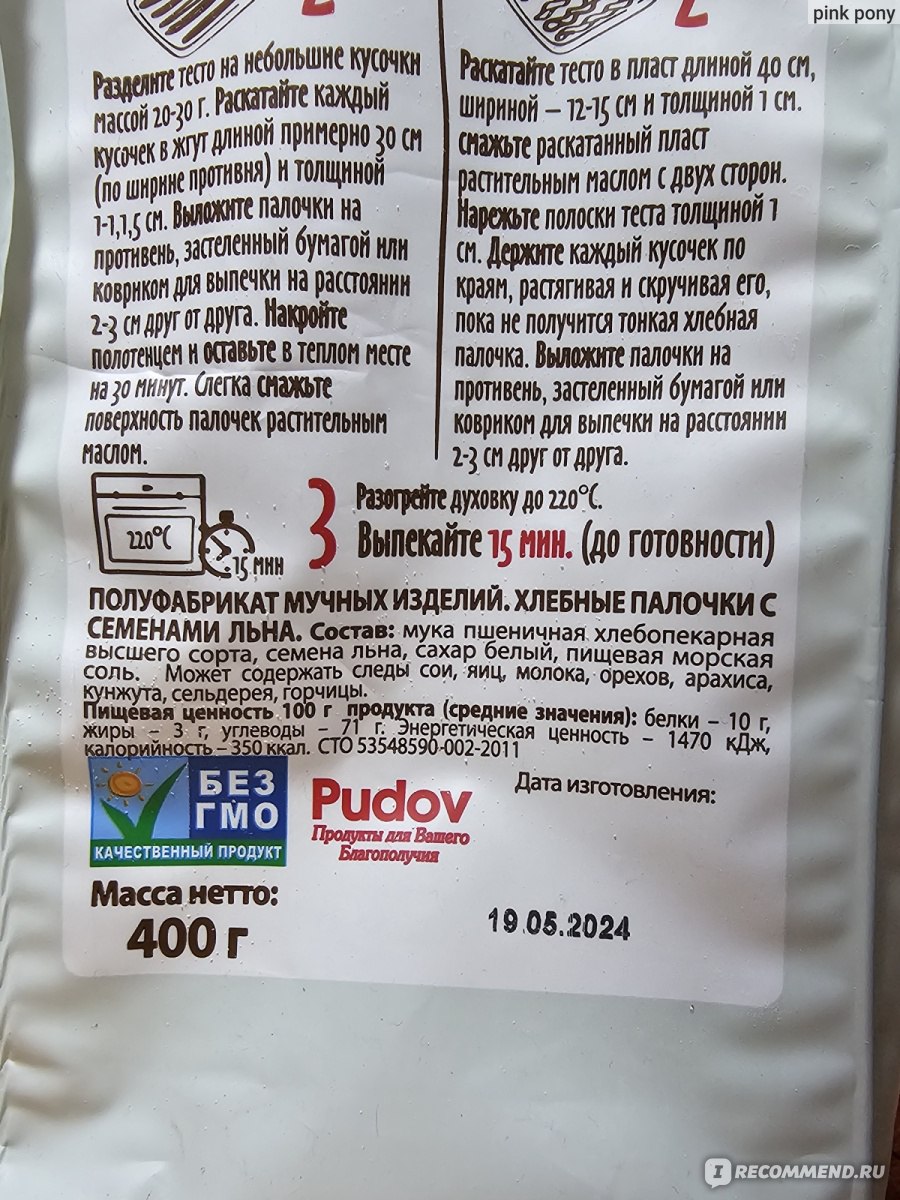 pink pony
2
Разделите тесто на небольшие кусочки
массой 20-30 г. Раскатайте каждый
кусочек в жгут длиной примерно 30 см
(по ширине противня) и толщиной
1-1,1,5 см. Выложите палочки на
противень, застеленный бумагой или
ковриком для выпечки на расстоянии
2-3 см друг от друга. Накройте
полотенцем и оставьте в теплом месте
на 30 минут. Слегка смажьте
поверхность палочек растительным
маслом.
2
Раскатайте тесто в пласт длиной 40 см,
шириной – 12-15 см и толщиной 1 см.
смажьте раскатанный пласт
растительным маслом с двух сторон.
Нарежьте полоски теста толщиной 1
см. Держите каждый кусочек по
краям, растягивая и скручивая его,
пока не получится тонкая хлебная
палочка. Выложите палочки на
противень, застеленный бумагой или
ковриком для выпечки на расстоянии
2-3 см друг от друга.
220°C
15 мин
3
Разогрейте духовку до 220°C.
Выпекайте 15 мин. (до готовности)
ПОЛУФАБРИКАТ МУЧНЫХ ИЗДЕЛИЙ. ХЛЕБНЫЕ ПАЛОЧКИ С
СЕМЕНАМИ ЛЬНА. Состав: мука пшеничная хлебопекарная
высшего сорта, семена льна, сахар белый, пищевая морская
соль. Может содержать следы сои, яиц, молока, орехов, арахиса,
кунжута, сельдерея, горчицы.
Пищевая ценность 100 г продукта (средние значения): белки – 10 г,
жиры – 3 г, углеводы – 71 г. Энергетическая ценность – 1470 кДж,
калорийность – 350 ккал. СТО 53548590-002-2011
БЕЗ
ГМО
КАЧЕСТВЕННЫЙ ПРОДУКТ
Pudov
Продукты для Вашего
Благополучия
Дата изготовления:
Масса нетто:
400 г
19.05.2024
IRECOMMEND.RU